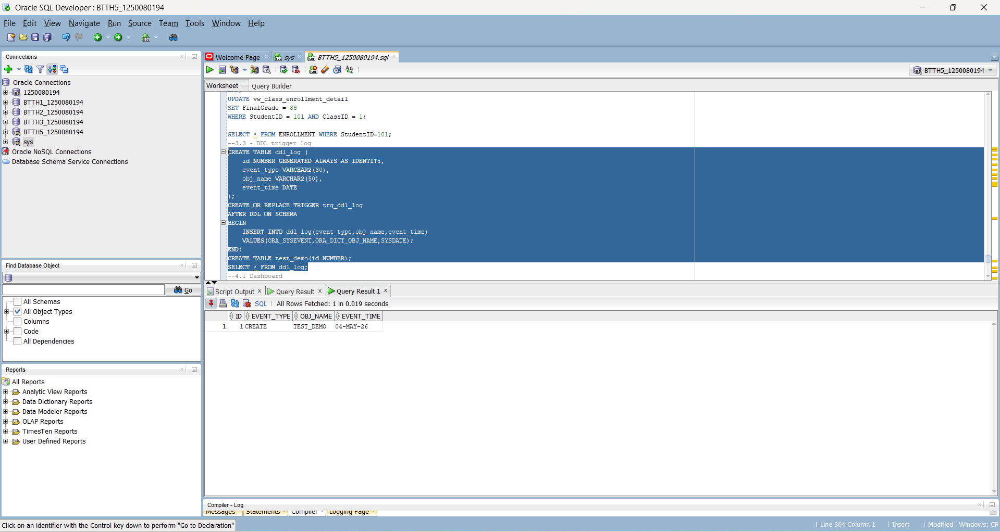 Oracle SQL Developer : BTTH5_1250080194
File Edit View Navigate Run Source Team Tools Window Help
Connections
Oracle Connections
1250080194
BTTH1_1250080194
BTTH2_1250080194
BTTH3_1250080194
BTTH5_1250080194
sys
Oracle NoSQL Connections
Database Schema Service Connections
Find Database Object
Go
All Schemas
All Object Types
Columns
Code
All Dependencies
Reports
All Reports
Analytic View Reports
Data Dictionary Reports
Data Modeler Reports
OLAP Reports
TimesTen Reports
User Defined Reports
Welcome Page sys BTTH5_1250080194.sql
BTTH5_1250080194
Worksheet Query Builder
UPDATE vw_class_enrollment_detail
SET FinalGrade = 88
WHERE StudentID = 101 AND ClassID = 1;
SELECT * FROM ENROLLMENT WHERE StudentID=101;
--3.3 - DDL trigger log
CREATE TABLE ddl_log (
id NUMBER GENERATED ALWAYS AS IDENTITY,
event_type VARCHAR2(30),
obj_name VARCHAR2(50),
event_time DATE
);
CREATE OR REPLACE TRIGGER trg_ddl_log
AFTER DDL ON SCHEMA
BEGIN
INSERT INTO ddl_log(event_type,obj_name,event_time)
VALUES(ORA_SYSEVENT,ORA_DICT_OBJ_NAME,SYSDATE);
END;
CREATE TABLE test_demo(id NUMBER);
SELECT * FROM ddl_log;
--4.1 Dashboard
Script Output Query Result Query Result 1
SQL All Rows Fetched: 1 in 0.019 seconds
ID EVENT_TYPE OBJ_NAME EVENT_TIME
1 1 CREATE TEST_DEMO 04-MAY-26
Compiler - Log
Messages Statements Compiler Logging Page
Click on an identifier with the Control key down to perform "Go to Declaration"
Line 364 Column 1 Insert Modified Windows: CR